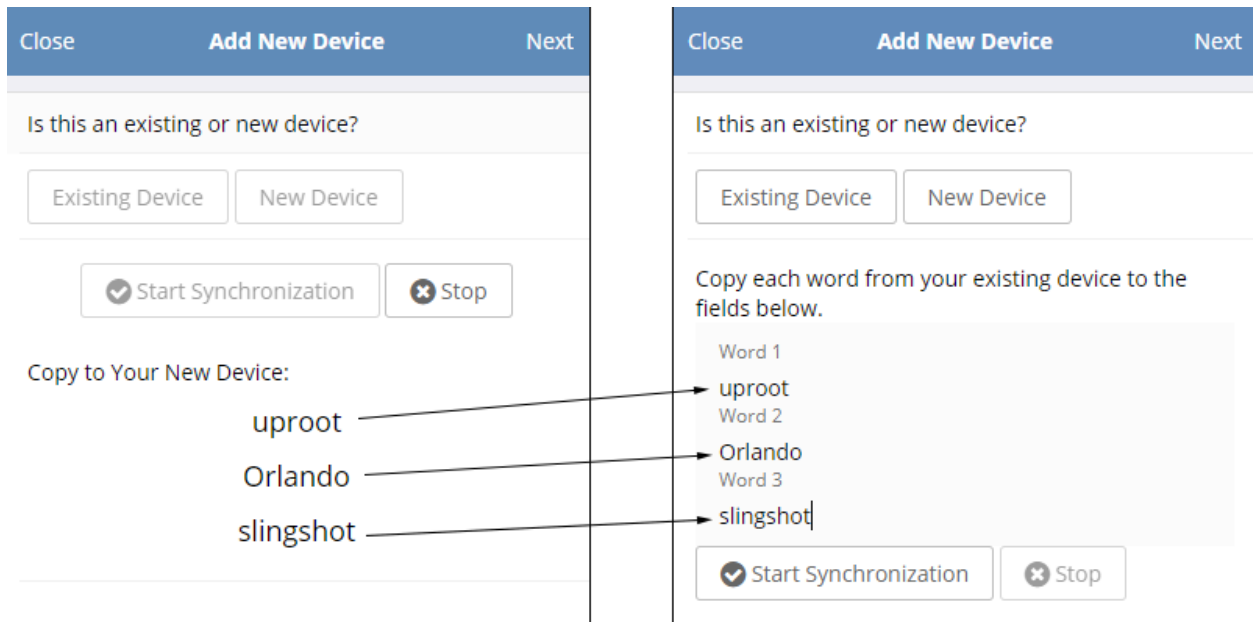 Close Add New Device Next
Is this an existing or new device?
Existing Device New Device
Start Synchronization Stop
Copy to Your New Device:
uproot
Orlando
slingshot
Close Add New Device Next
Is this an existing or new device?
Existing Device New Device
Copy each word from your existing device to the
fields below.
Word 1
uproot
Word 2
Orlando
Word 3
slingshot
Start Synchronization Stop